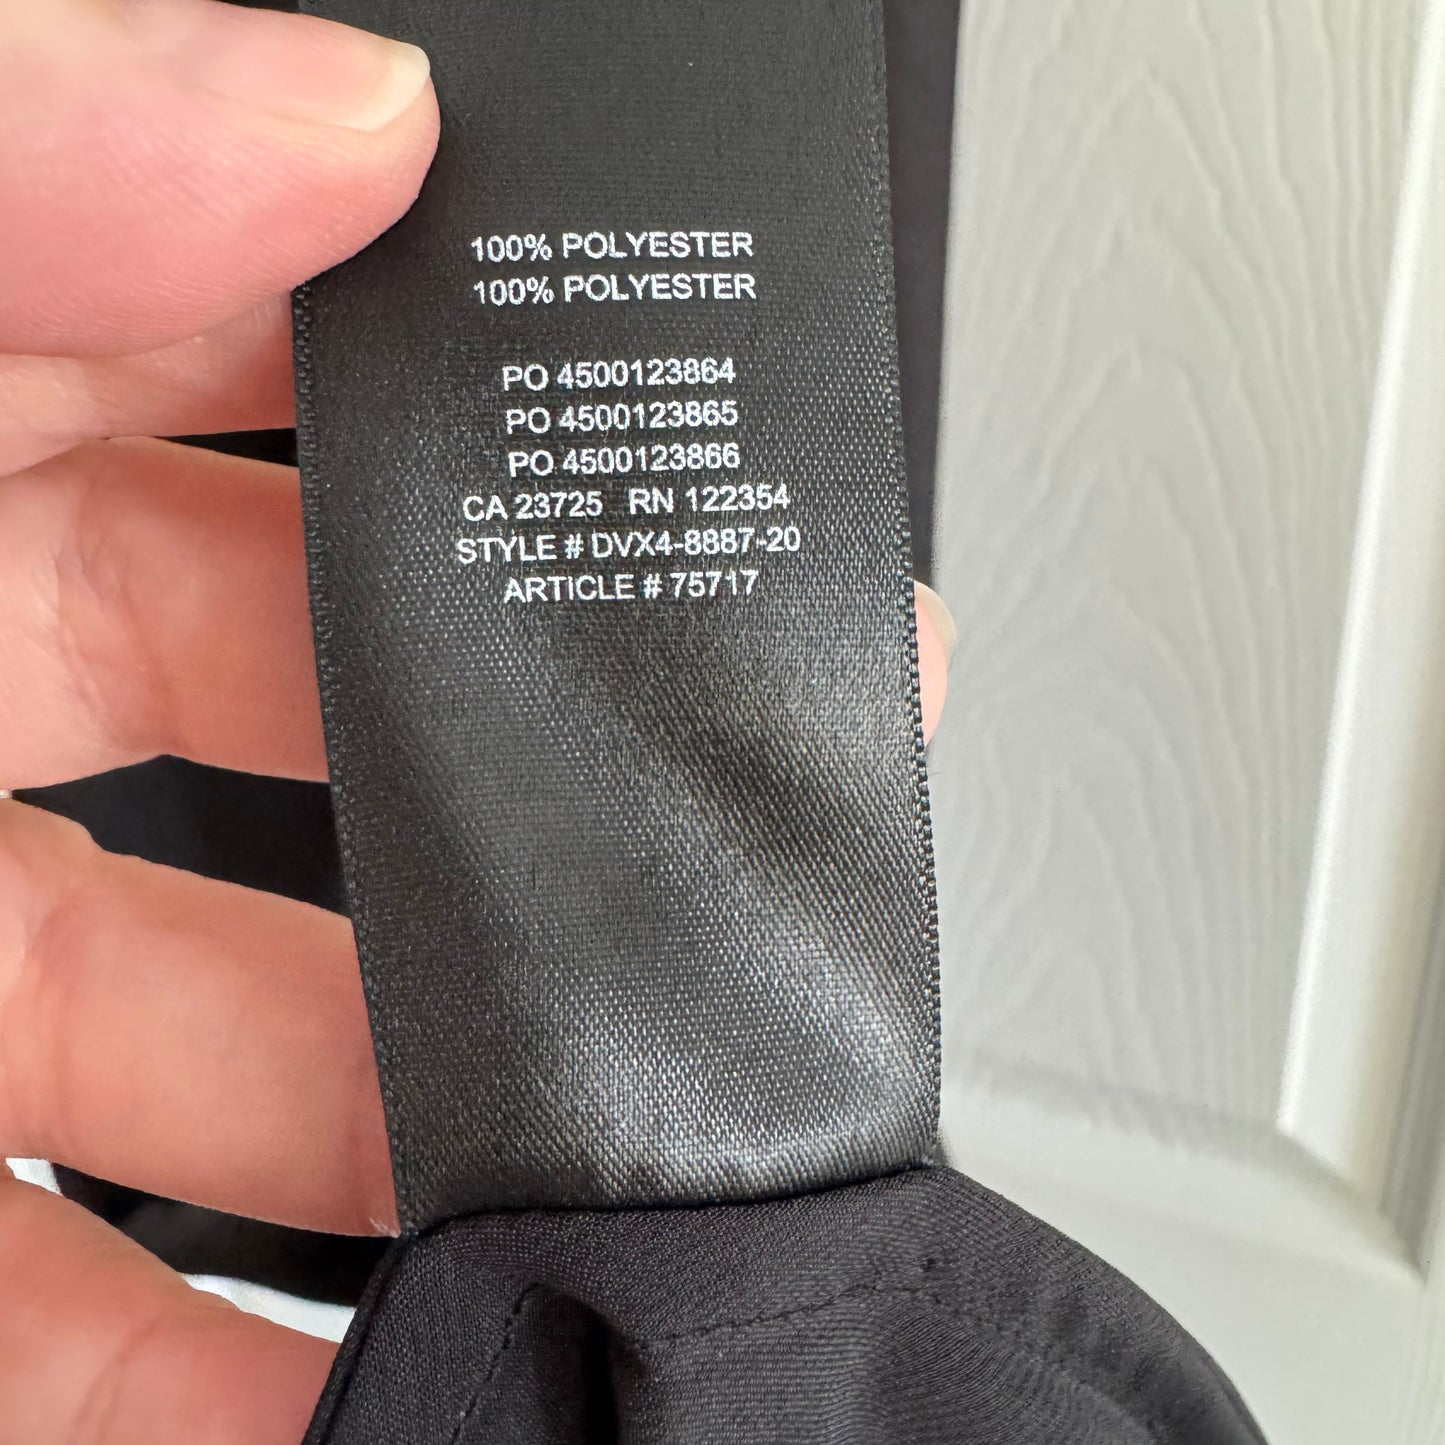 100% POLYESTER
100% POLYESTER
PO 4500123864
PO 4500123865
PO 4500123866
CA 23725 RN 122354
STYLE # DVX4-8887-20
ARTICLE # 75717